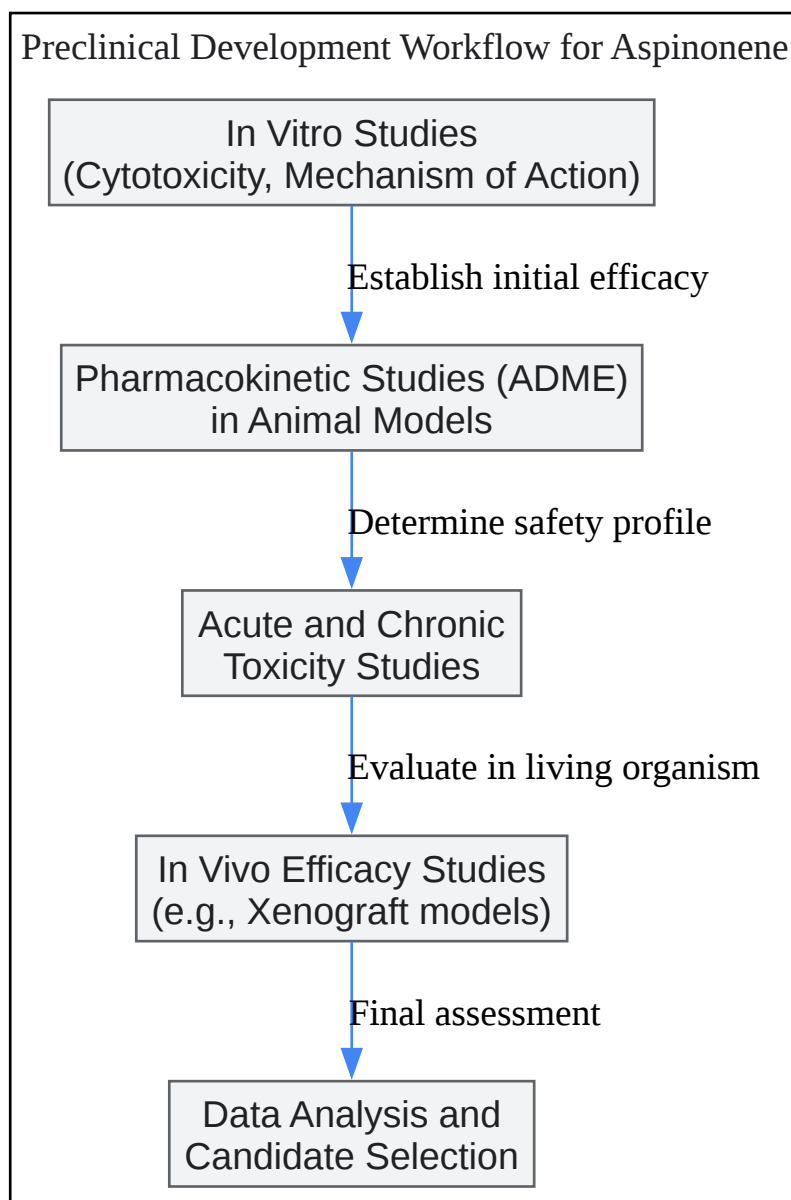 Preclinical Development Workflow for Aspinonene
In Vitro Studies
(Cytotoxicity, Mechanism of Action)
Establish initial efficacy
Pharmacokinetic Studies (ADME)
in Animal Models
Determine safety profile
Acute and Chronic
Toxicity Studies
Evaluate in living organism
In Vivo Efficacy Studies
(e.g., Xenograft models)
Final assessment
Data Analysis and
Candidate Selection